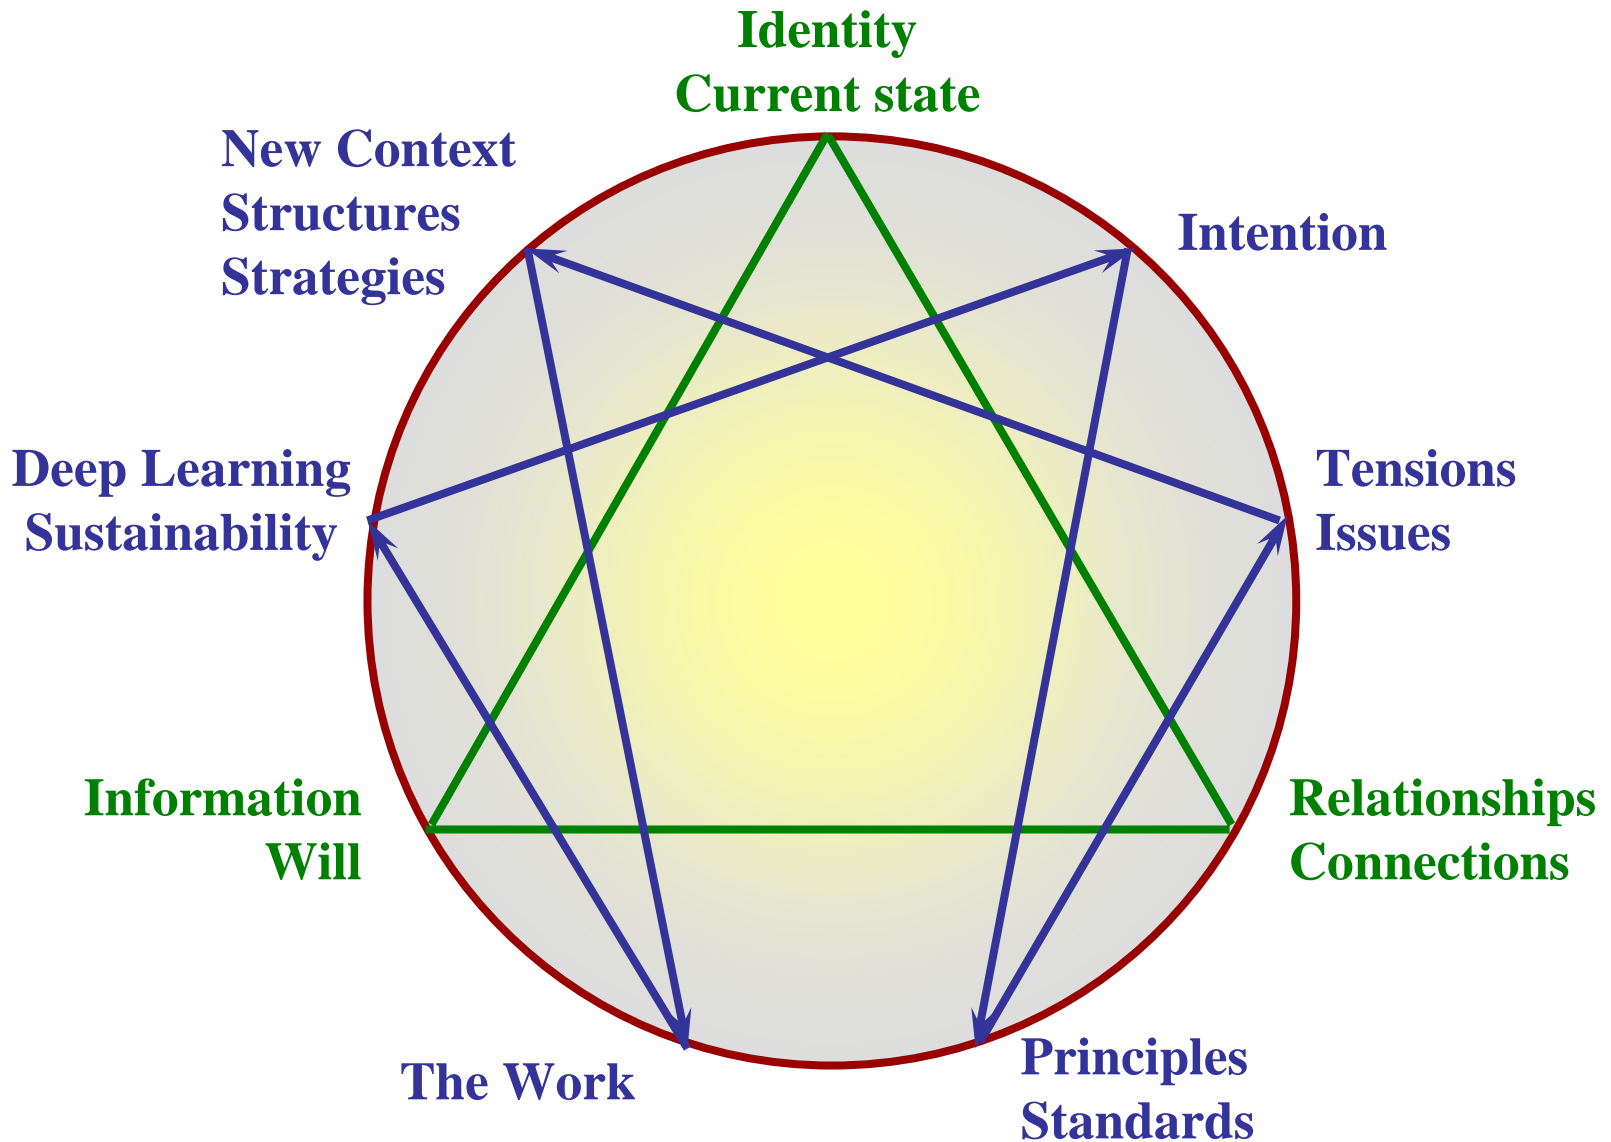 Identity
Current state
New Context
Structures
Strategies
Intention
Deep Learning
Sustainability
Tensions
Issues
Information
Will
Relationships
Connections
The Work
Principles
Standards